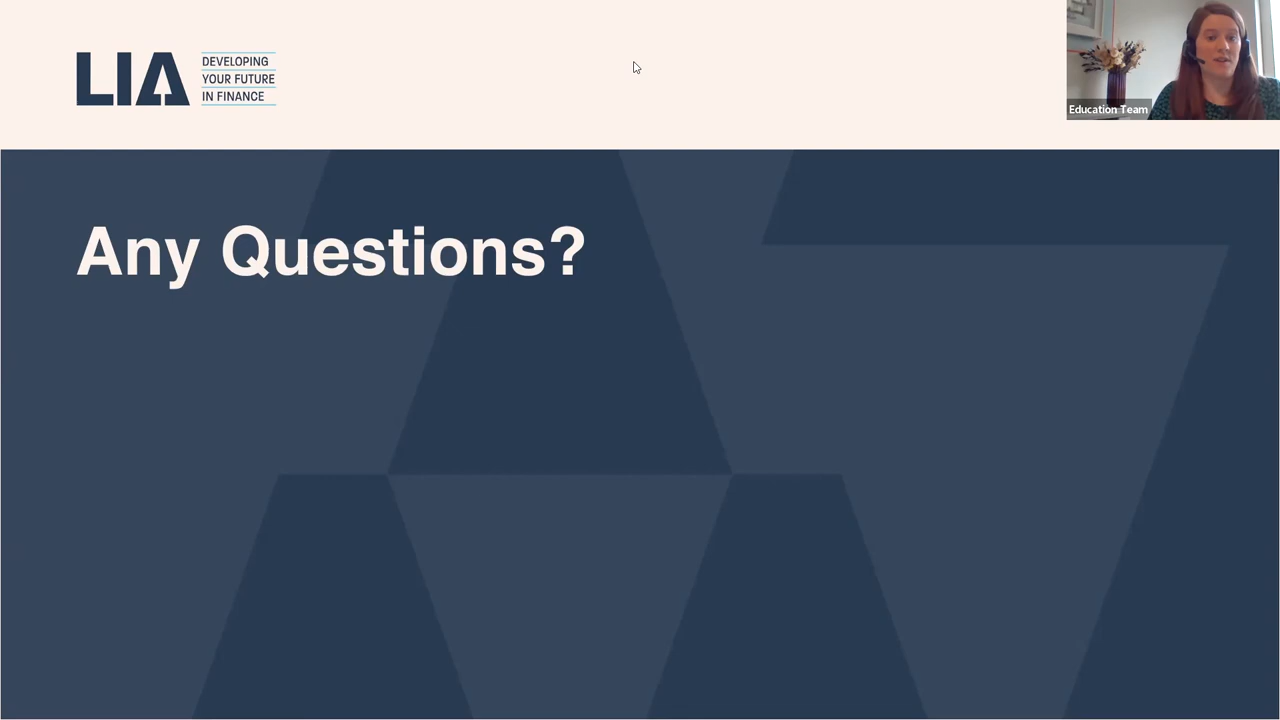 LIA
DEVELOPING
YOUR FUTURE
IN FINANCE
Education Team
Any Questions?